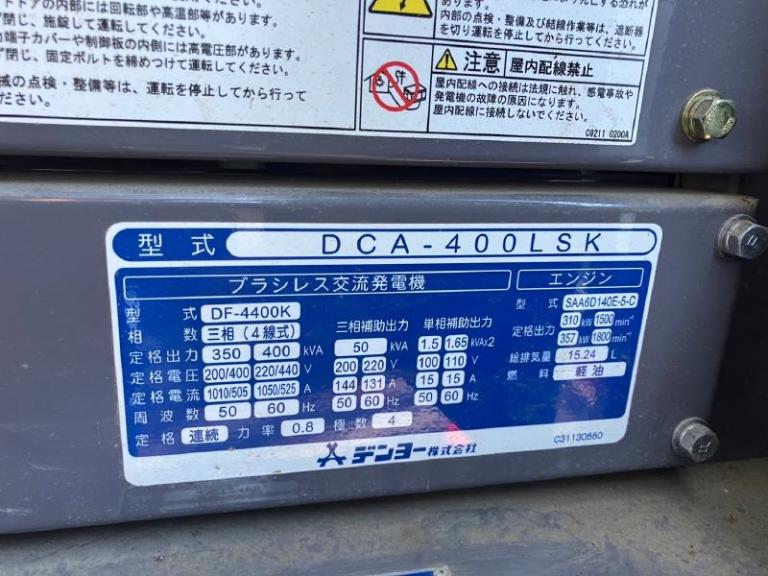 ドアの内部には回転部や高温部等があります。
閉じ、施錠して運転してください。
端子カバーや制御板の内側には高電圧部があります。
閉じ、固定ボルトを締めつけて運転してください。
械の点検・整備等は、運転を停止してから行って
ださい。
あります。
内部の点検・整備及び結線作業等は、遮断器
を切り運転を停止してから行ってください。
注意 屋内配線禁止
屋内配線への接続は法規に触れ、感電事故や
発電機の故障の原因になります。
屋内配線に接続しないでください。
C9211 0200A
型式 DCA-400LSK
ブラシレス交流発電機
型式 DF-4400K
相数 三相(4線式) 三相補助出力 単相補助出力
定格出力 350 400 kVA 50 kVA 1.5 1.65 kVA×2
定格電圧 200/400 220/440 V 200 220 V 100 110 V
定格電流 1010/505 1050/525 A 144 131 A 15 15 A
周波数 50 60 Hz 50 60 Hz 50 60 Hz
定格 連続 力率 0.8 極数 4
エンジン
型式 SAA6D140E-5-C
定格出力 310 kW 1500 min-1
357 kW 1800 min-1
総排気量 15.24 L
燃料 軽油
デンヨー株式会社
C31130550